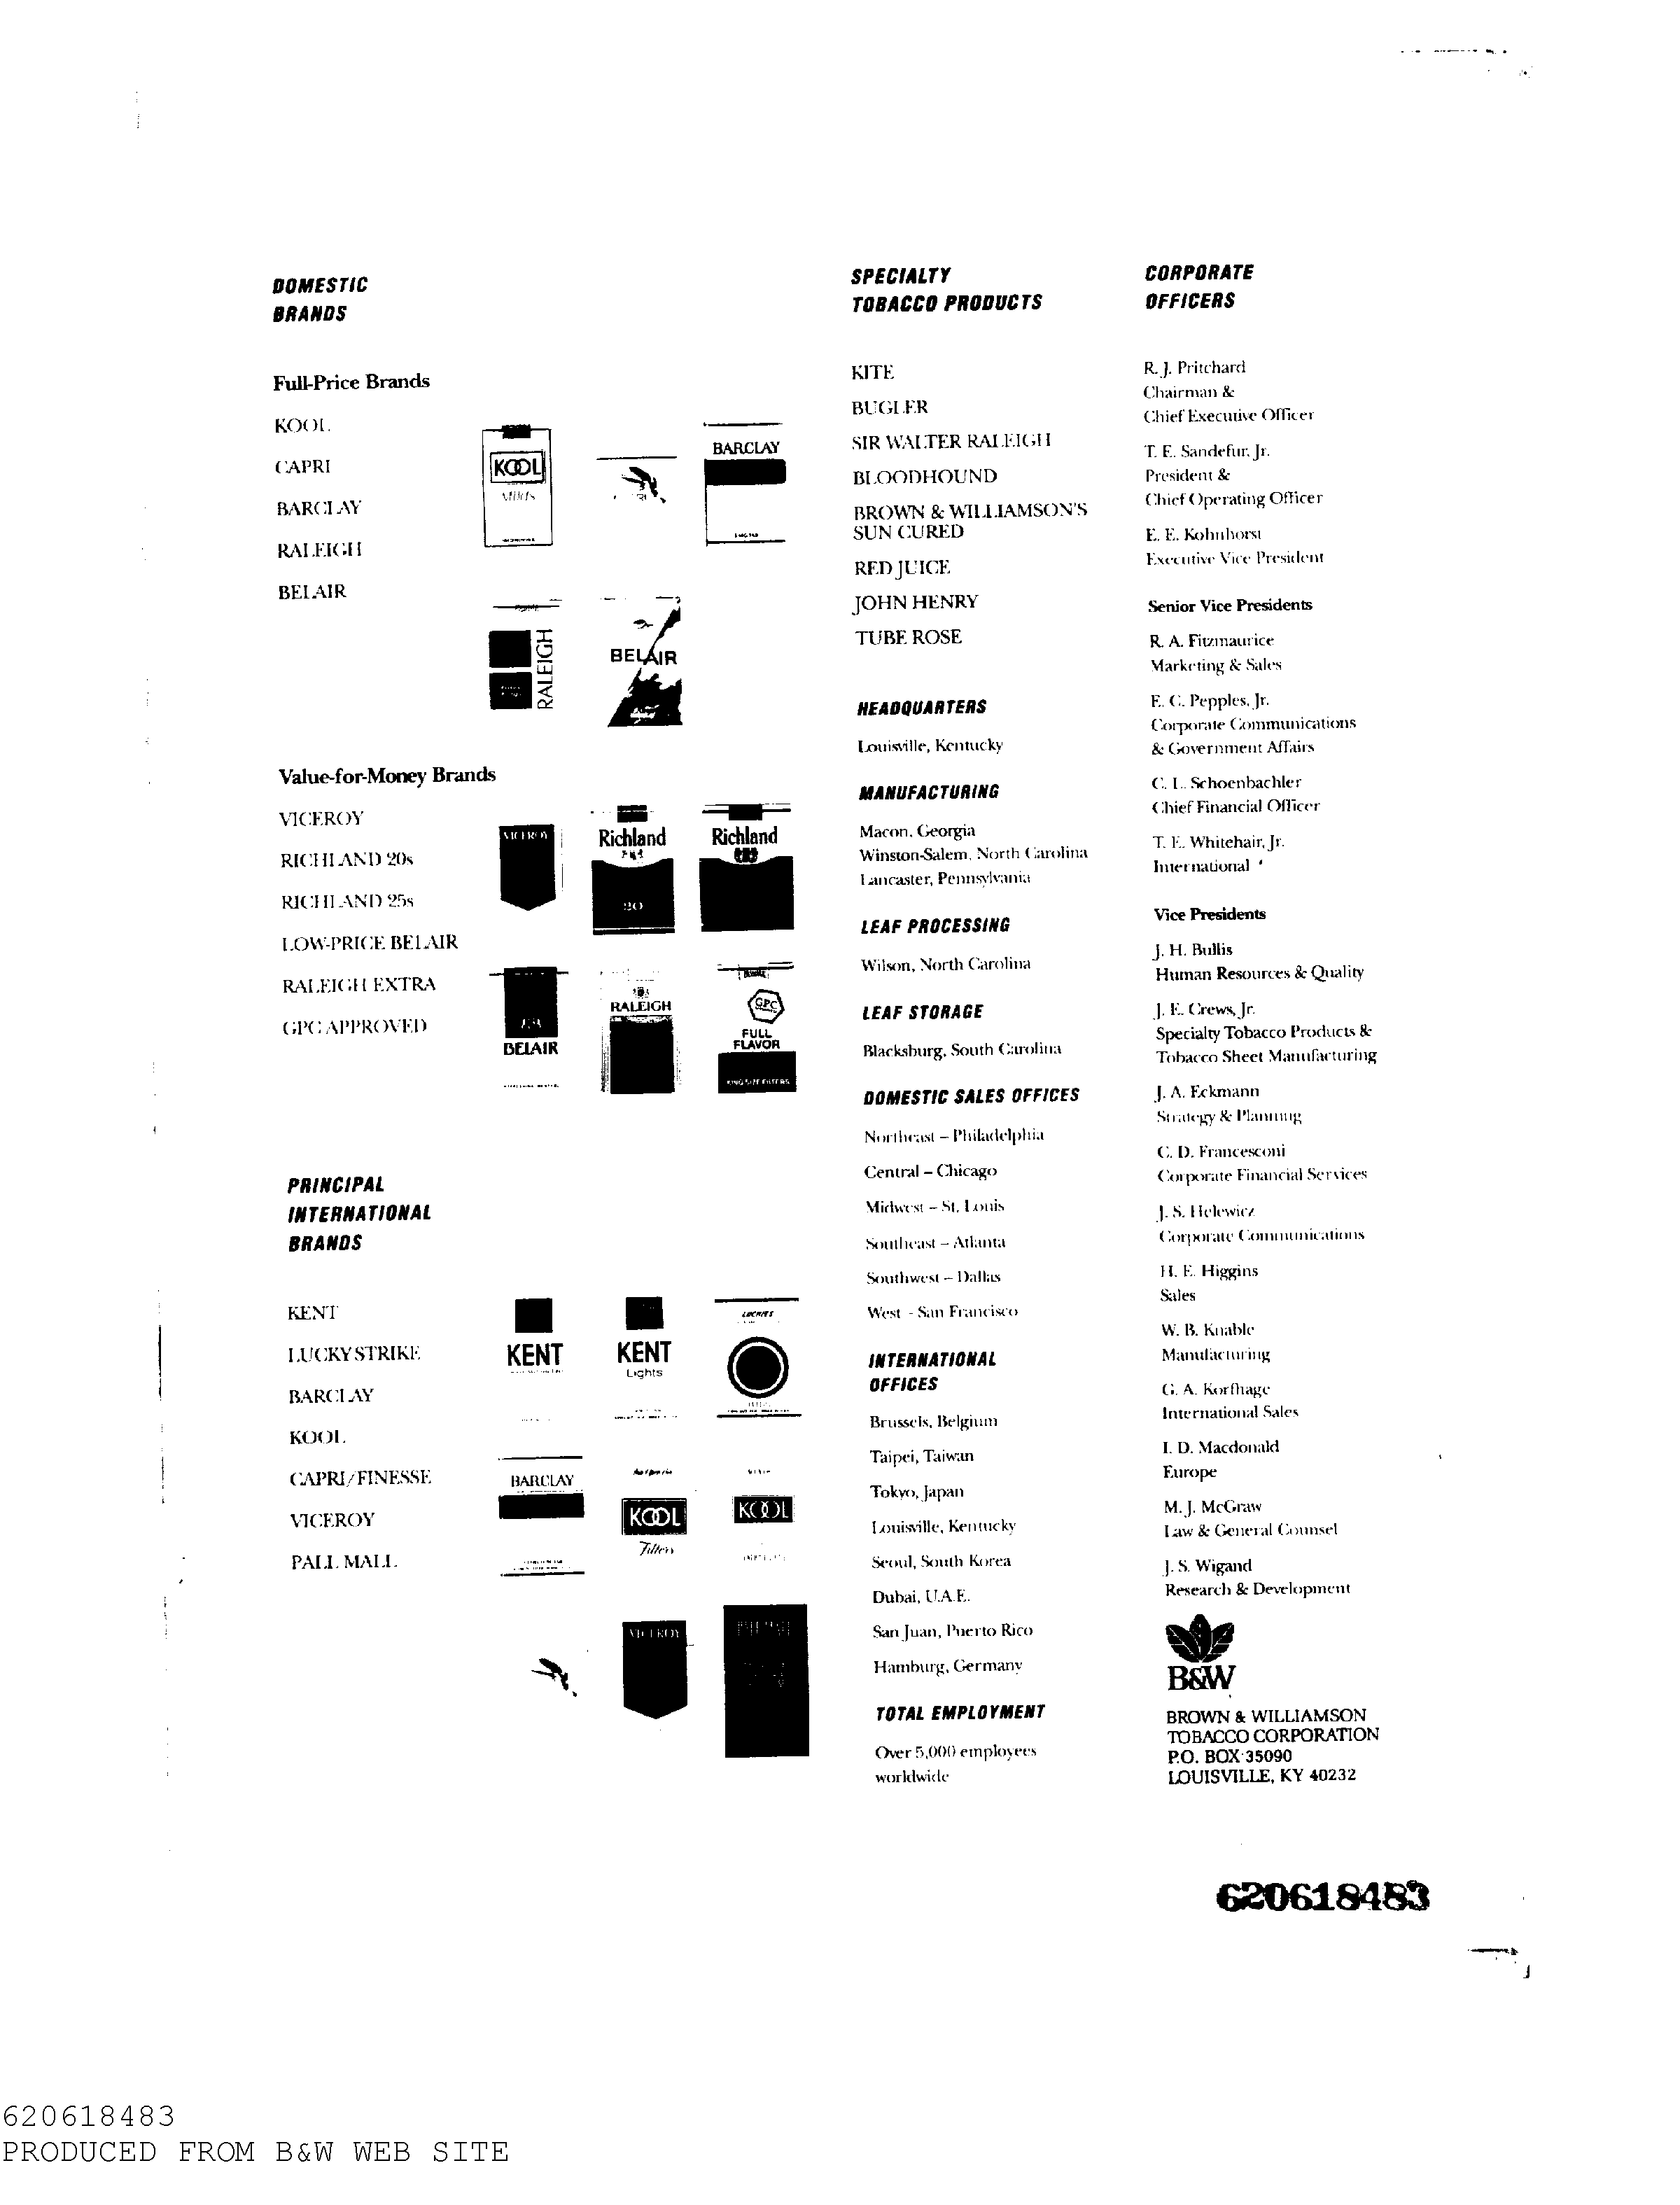 DOMESTIC
BRANDS
Full-Price Brands
KOOL
CAPRI
BARCLAY
RALEIGH
BELAIR
KOOL
Milds
BARCLAY
RALEIGH
BELAIR
Value-for-Money Brands
VICEROY
RICHLAND 20s
RICHLAND 25s
LOW-PRICE BELAIR
RALEIGH EXTRA
GPC APPROVED
VICEROY
Richland
20
Richland
BELAIR
RALEIGH
GPC
FULL
FLAVOR
KING SIZE FILTERS
PRINCIPAL
INTERNATIONAL
BRANDS
KENT
LUCKY STRIKE
BARCLAY
KOOL
CAPRI/FINESSE
VICEROY
PALL MALL
KENT
KENT
Lights
LUCKIES
BARCLAY
KOOL
Filters
KOOL
VICEROY
SPECIALTY
TOBACCO PRODUCTS
KITE
BUGLER
SIR WALTER RALEIGH
BLOODHOUND
BROWN & WILLIAMSON'S
SUN CURED
RED JUICE
JOHN HENRY
TUBE ROSE
HEADQUARTERS
Louisville, Kentucky
MANUFACTURING
Macon, Georgia
Winston-Salem, North Carolina
Lancaster, Pennsylvania
LEAF PROCESSING
Wilson, North Carolina
LEAF STORAGE
Blacksburg, South Carolina
DOMESTIC SALES OFFICES
Northeast – Philadelphia
Central – Chicago
Midwest – St. Louis
Southeast – Atlanta
Southwest – Dallas
West - San Francisco
INTERNATIONAL
OFFICES
Brussels, Belgium
Taipei, Taiwan
Tokyo, Japan
Louisville, Kentucky
Seoul, South Korea
Dubai, U.A.E.
San Juan, Puerto Rico
Hamburg, Germany
TOTAL EMPLOYMENT
Over 5,000 employees
worldwide
CORPORATE
OFFICERS
R. J. Pritchard
Chairman &
Chief Executive Officer
T. E. Sandefur, Jr.
President &
Chief Operating Officer
E. E. Kohnhorst
Executive Vice President
Senior Vice Presidents
R. A. Fitzmaurice
Marketing & Sales
E. C. Pepples, Jr.
Corporate Communications
& Government Affairs
C. L. Schoenbachler
Chief Financial Officer
T. E. Whitehair, Jr.
International
Vice Presidents
J. H. Bullis
Human Resources & Quality
J. E. Crews, Jr.
Specialty Tobacco Products &
Tobacco Sheet Manufacturing
J. A. Eckmann
Strategy & Planning
C. D. Francesconi
Corporate Financial Services
J. S. Helewicz
Corporate Communications
H. E. Higgins
Sales
W. B. Knable
Manufacturing
G. A. Korfhage
International Sales
I. D. Macdonald
Europe
M. J. McGraw
Law & General Counsel
J. S. Wigand
Research & Development
B&W
BROWN & WILLIAMSON
TOBACCO CORPORATION
P.O. BOX 35090
LOUISVILLE, KY 40232
620618483
620618483
PRODUCED FROM B&W WEB SITE